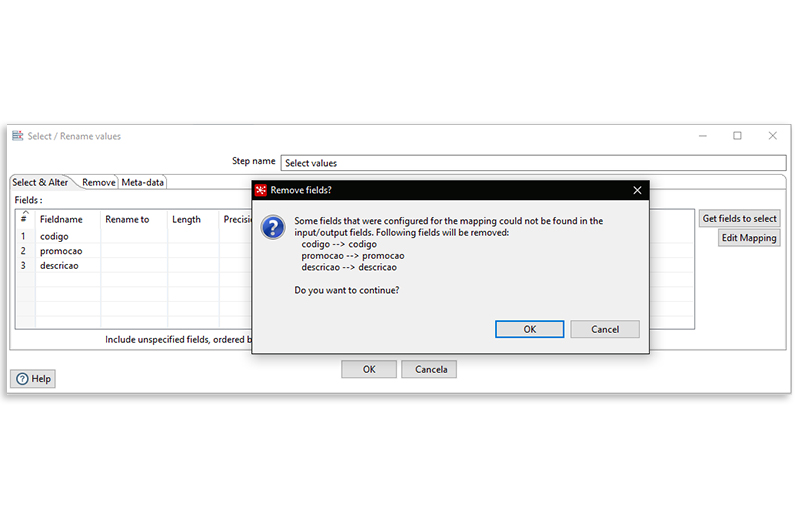 Select / Rename values
Step name
Select values
Select & Alter
Remove
Meta-data
Fields :
#
Fieldname
Rename to
Length
1
codigo
2
promocao
3
descricao
Get fields to select
Edit Mapping
Remove fields?
Some fields that were configured for the mapping could not be found in the
input/output fields. Following fields will be removed:
codigo --> codigo
promocao --> promocao
descricao --> descricao
Do you want to continue?
OK
Cancel
Include unspecified fields, ordered
OK
Cancela
Help